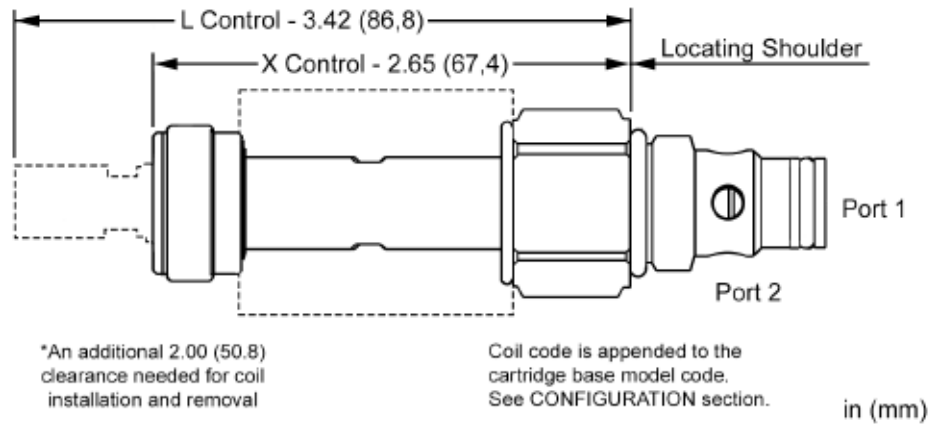 L Control - 3.42 (86,8)
X Control - 2.65 (67,4)
Locating Shoulder
Port 1
Port 2
*An additional 2.00 (50.8)
clearance needed for coil
installation and removal
Coil code is appended to the
cartridge base model code.
See CONFIGURATION section.
in (mm)